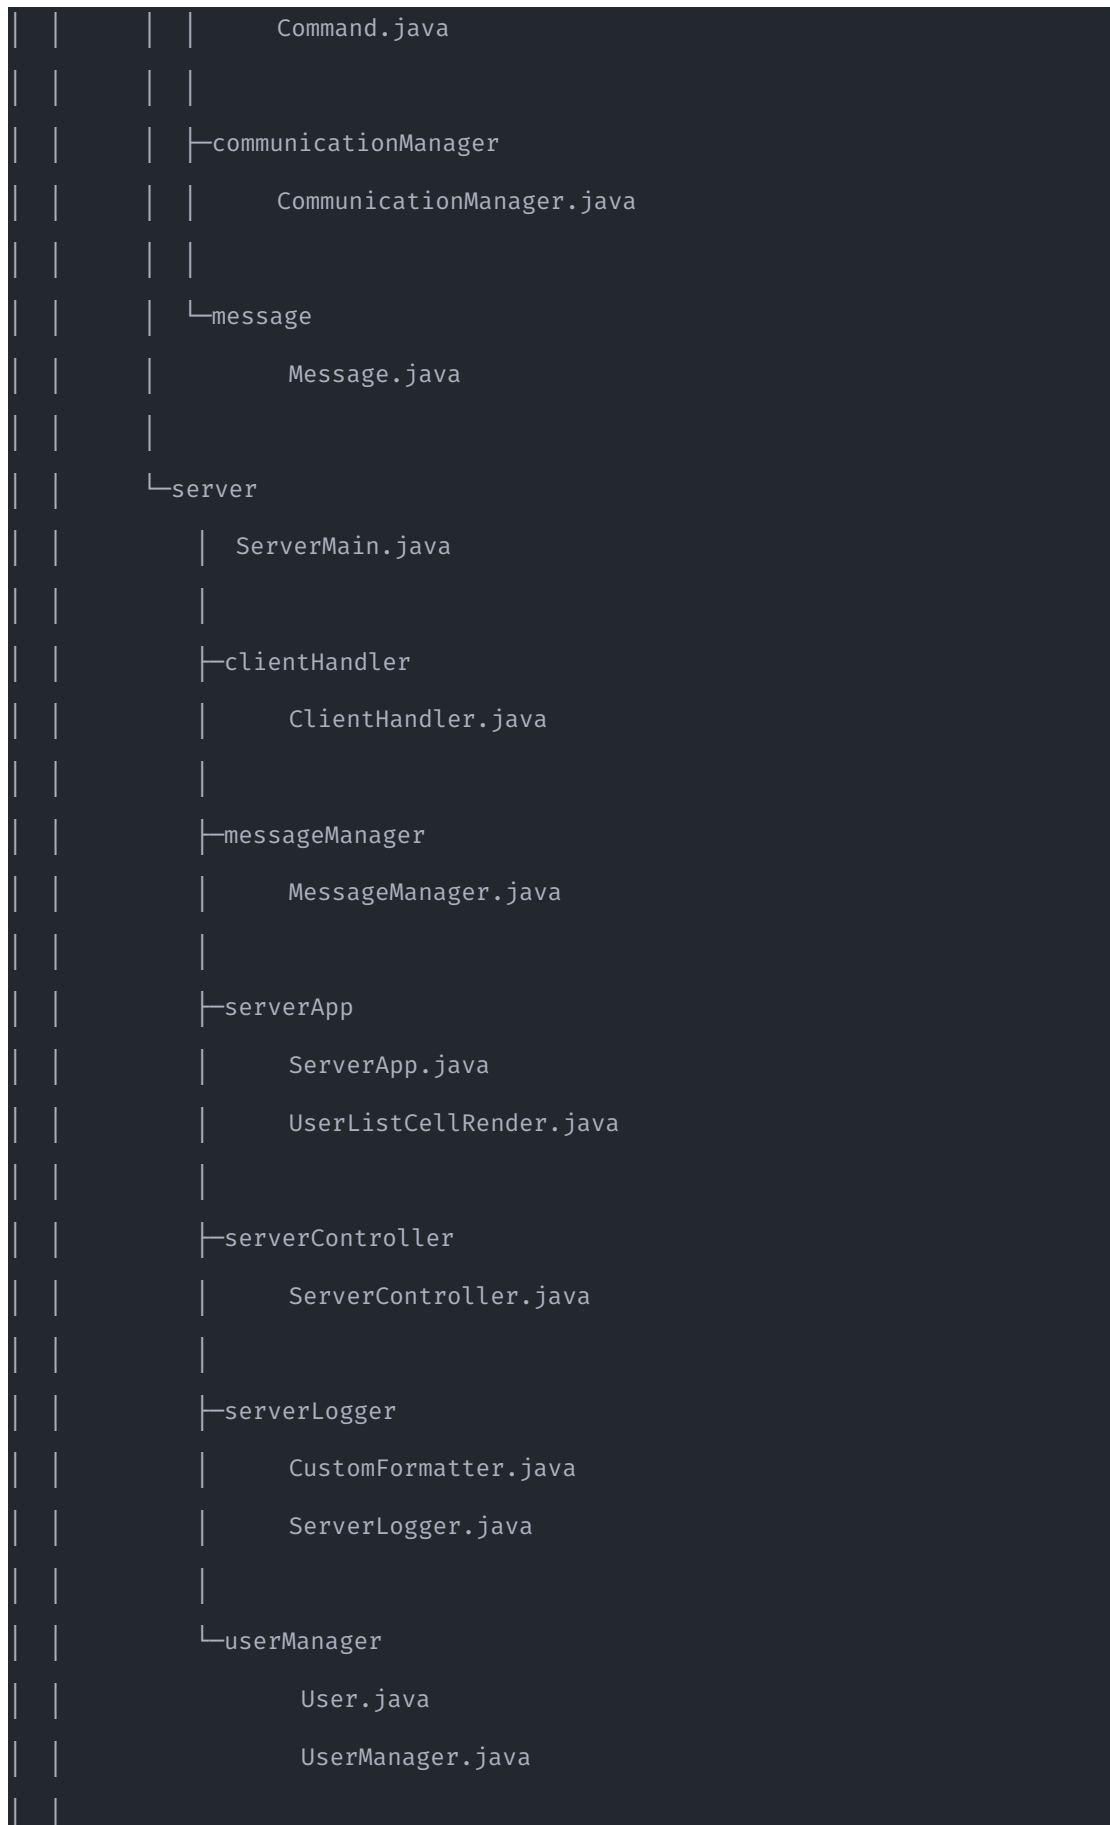 │  │      │  │      Command.java
│  │      │  │
│  │      │  ├─communicationManager
│  │      │  │      CommunicationManager.java
│  │      │  │
│  │      │  └─message
│  │      │          Message.java
│  │      │
│  │      └─server
│  │          │  ServerMain.java
│  │          │
│  │          ├─clientHandler
│  │          │      ClientHandler.java
│  │          │
│  │          ├─messageManager
│  │          │      MessageManager.java
│  │          │
│  │          ├─serverApp
│  │          │      ServerApp.java
│  │          │      UserListCellRender.java
│  │          │
│  │          ├─serverController
│  │          │      ServerController.java
│  │          │
│  │          ├─serverLogger
│  │          │      CustomFormatter.java
│  │          │      ServerLogger.java
│  │          │
│  │          └─userManager
│  │                  User.java
│  │                  UserManager.java
│  │